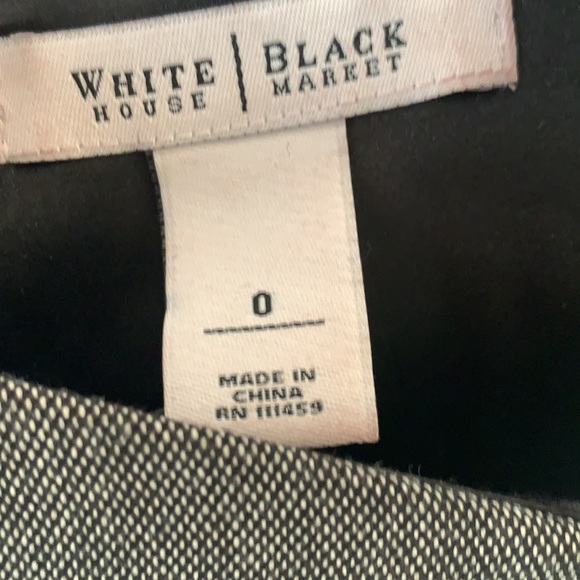 WHITE | BLACK
HOUSE | MARKET
0
MADE IN
CHINA
RN 111459